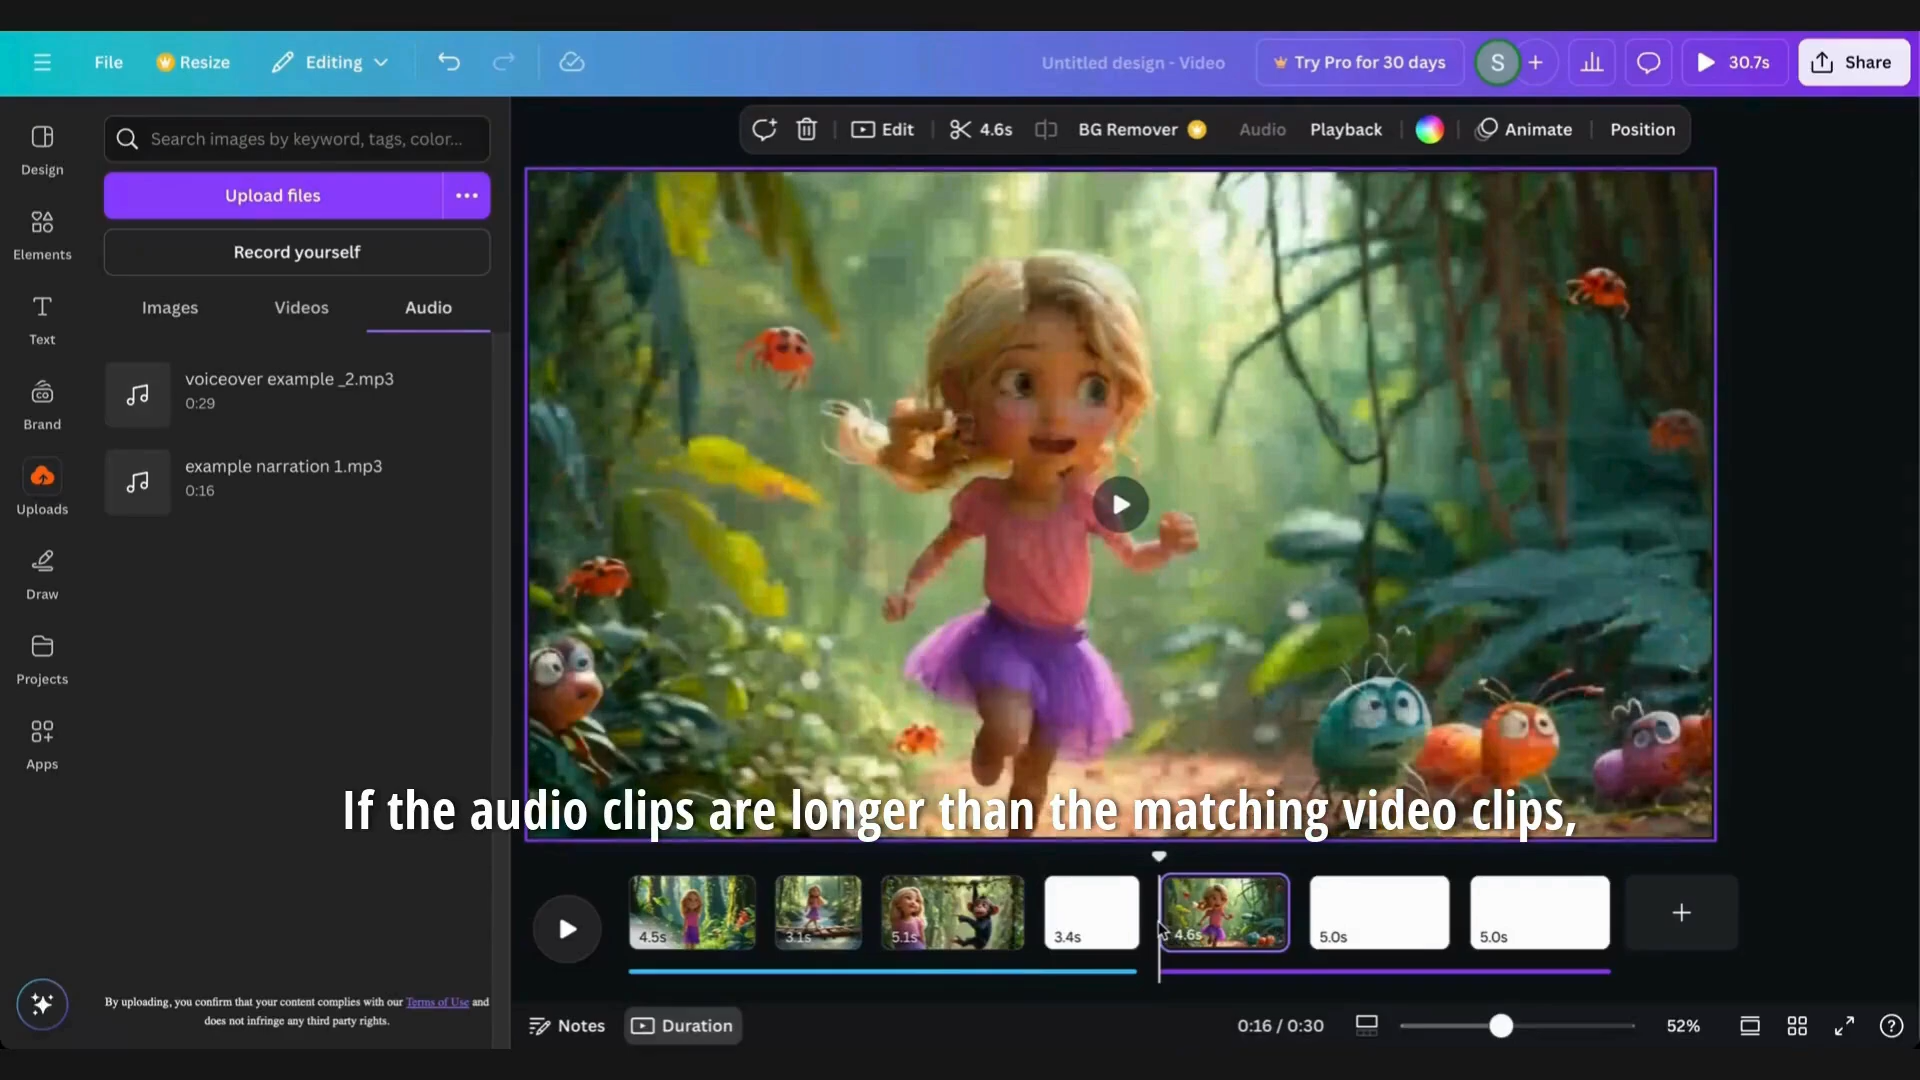 File
Resize
Editing
Untitled design - Video
Try Pro for 30 days
S
30.7s
Share
Design
Elements
Text
Brand
Uploads
Draw
Projects
Apps
Search images by keyword, tags, color...
Upload files
Record yourself
Images
Videos
Audio
voiceover example _2.mp3
0:29
example narration 1.mp3
0:16
By uploading, you confirm that your content complies with our Terms of Use and
does not infringe any third party rights.
Edit
4.6s
BG Remover
Audio
Playback
Animate
Position
If the audio clips are longer than the matching video clips,
4.5s
3.1s
5.1s
3.4s
4.6s
5.0s
5.0s
Notes
Duration
0:16 / 0:30
52%